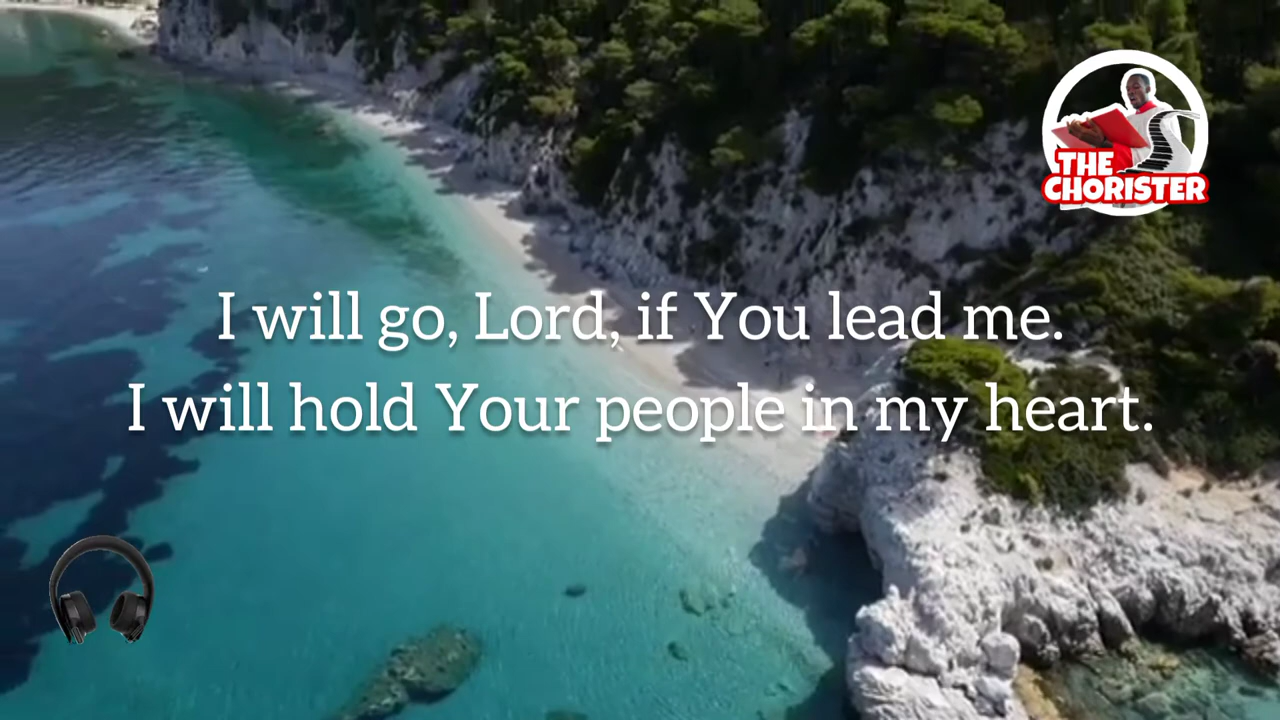 THE
CHORISTER
I will go, Lord, if You lead me.
I will hold Your people in my heart.